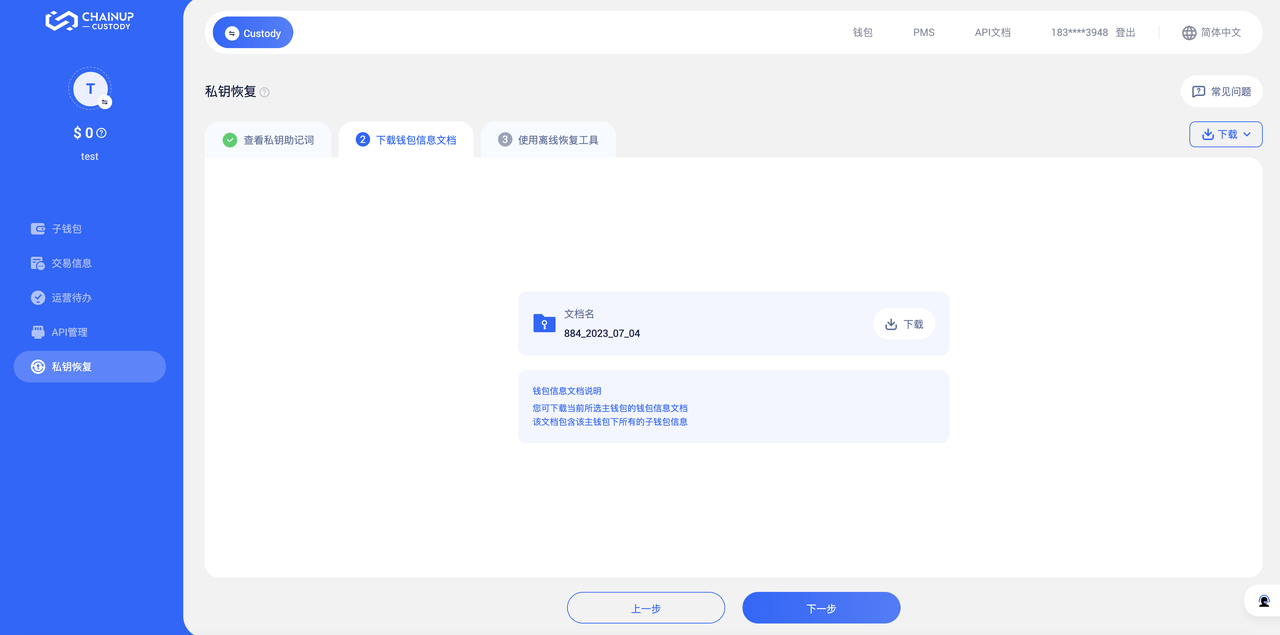 CHAINUP
CUSTODY
T
$ 0
test
子钱包
交易信息
运营待办
API管理
私钥恢复
Custody
钱包
PMS
API文档
183****3948
登出
简体中文
私钥恢复
常见问题
查看私钥助记词
2 下载钱包信息文档
3 使用离线恢复工具
下载
文档名
884_2023_07_04
下载
钱包信息文档说明
您可下载当前所选主钱包的钱包信息文档
该文档包含该主钱包下所有的子钱包信息
上一步
下一步